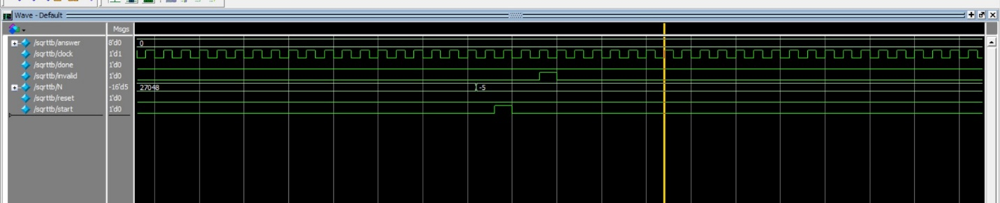 Wave - Default
Msgs
/sqrttb/answer 8'd0 0
/sqrttb/clock 1'd1
/sqrttb/done 1'd0
/sqrttb/invalid 1'd0
/sqrttb/N -16'd5 27048 -5
/sqrttb/reset 1'd0
/sqrttb/start 1'd0